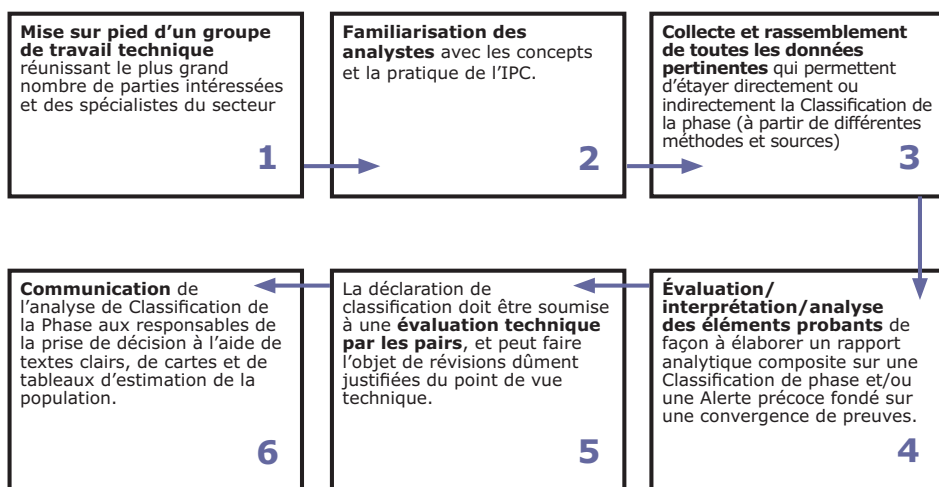 Mise sur pied d'un groupe
de travail technique
réunissant le plus grand
nombre de parties intéressées
et des spécialistes du secteur
1
Familiarisation des
analystes avec les concepts
et la pratique de l'IPC.
2
Collecte et rassemblement
de toutes les données
pertinentes qui permettent
d'étayer directement ou
indirectement la Classification de
la phase (à partir de différentes
méthodes et sources)
3
Évaluation/
interprétation/analyse
des éléments probants de
façon à élaborer un rapport
analytique composite sur une
Classification de phase et/ou
une Alerte précoce fondé sur
une convergence de preuves.
4
La déclaration de
classification doit être soumise
à une évaluation technique
par les pairs, et peut faire
l'objet de révisions dûment
justifiées du point de vue
technique.
5
Communication de
l'analyse de Classification de
la Phase aux responsables de
la prise de décision à l'aide de
textes clairs, de cartes et de
tableaux d'estimation de la
population.
6